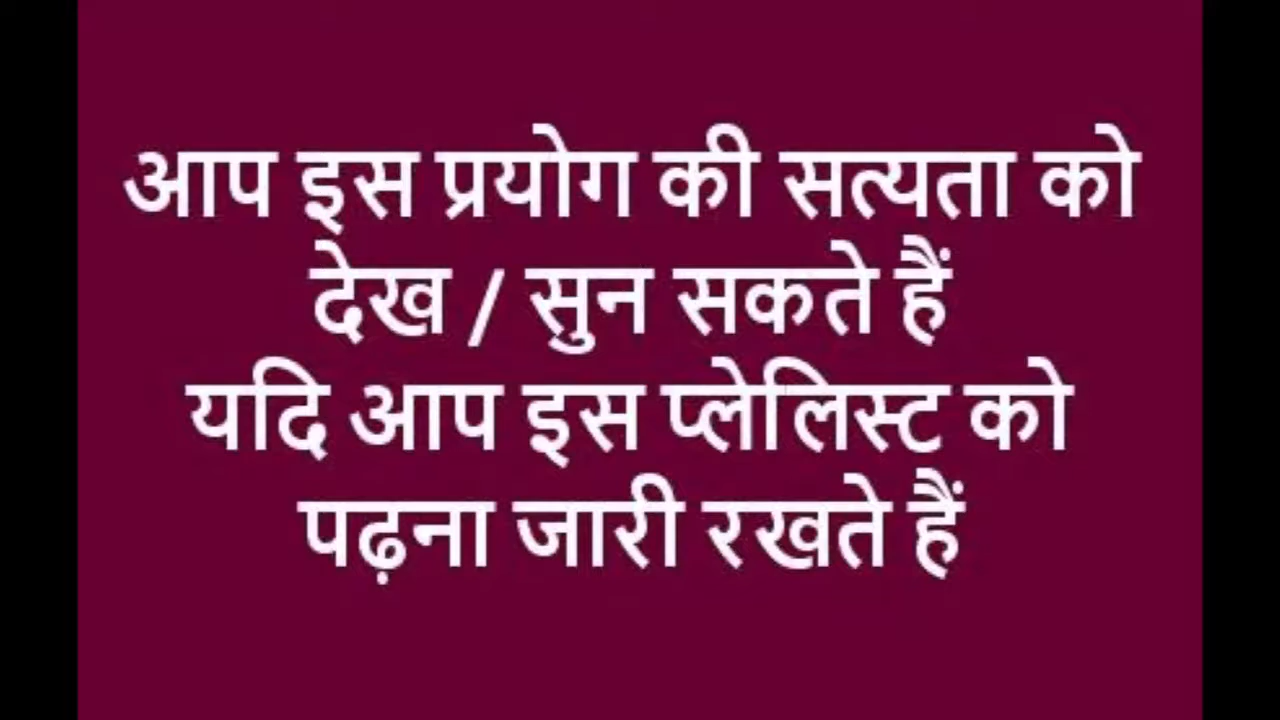 आप इस प्रयोग की सत्यता को
देख / सुन सकते हैं
यदि आप इस प्लेलिस्ट को
पढ़ना जारी रखते हैं